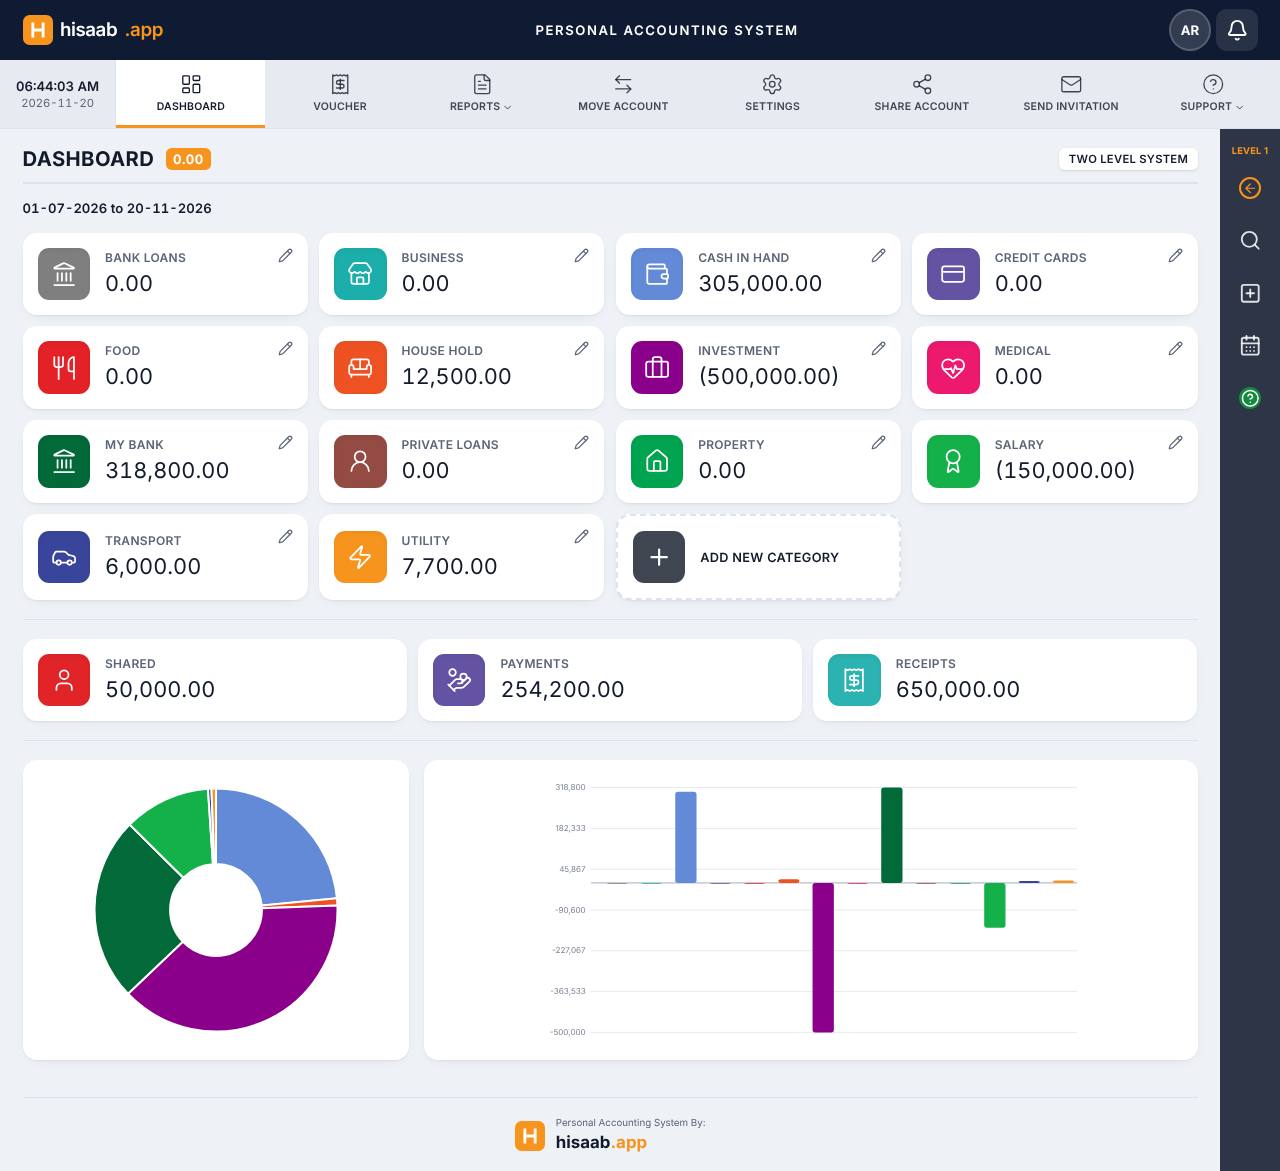 hisaab .app
PERSONAL ACCOUNTING SYSTEM
AR
06:44:03 AM
2026-11-20
DASHBOARD
VOUCHER
REPORTS
MOVE ACCOUNT
SETTINGS
SHARE ACCOUNT
SEND INVITATION
SUPPORT
DASHBOARD 0.00
TWO LEVEL SYSTEM
LEVEL 1
01-07-2026 to 20-11-2026
BANK LOANS
0.00
BUSINESS
0.00
CASH IN HAND
305,000.00
CREDIT CARDS
0.00
FOOD
0.00
HOUSE HOLD
12,500.00
INVESTMENT
(500,000.00)
MEDICAL
0.00
MY BANK
318,800.00
PRIVATE LOANS
0.00
PROPERTY
0.00
SALARY
(150,000.00)
TRANSPORT
6,000.00
UTILITY
7,700.00
ADD NEW CATEGORY
SHARED
50,000.00
PAYMENTS
254,200.00
RECEIPTS
650,000.00
318,800
182,333
45,867
-90,600
-227,067
-363,533
-500,000
H
Personal Accounting System By:
hisaab.app